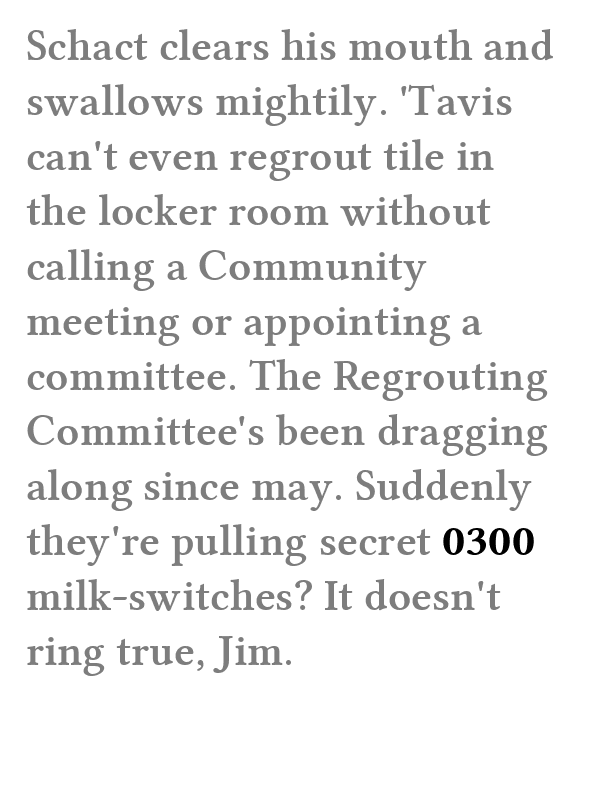 Schact clears his mouth and
swallows mightily. 'Tavis
can't even regrout tile in
the locker room without
calling a Community
meeting or appointing a
committee. The Regrouting
Committee's been dragging
along since may. Suddenly
they're pulling secret 0300
milk-switches? It doesn't
ring true, Jim.